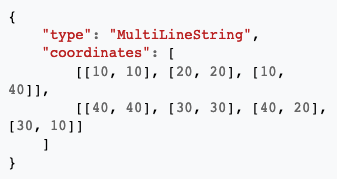 {
    "type": "MultiLineString",
    "coordinates": [
        [[10, 10], [20, 20], [10,
40]],
        [[40, 40], [30, 30], [40, 20],
[30, 10]]
    ]
}